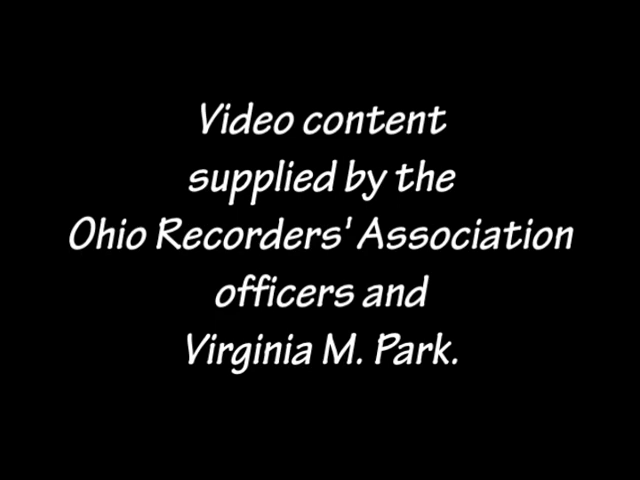 Video content
supplied by the
Ohio Recorders' Association
officers and
Virginia M. Park.